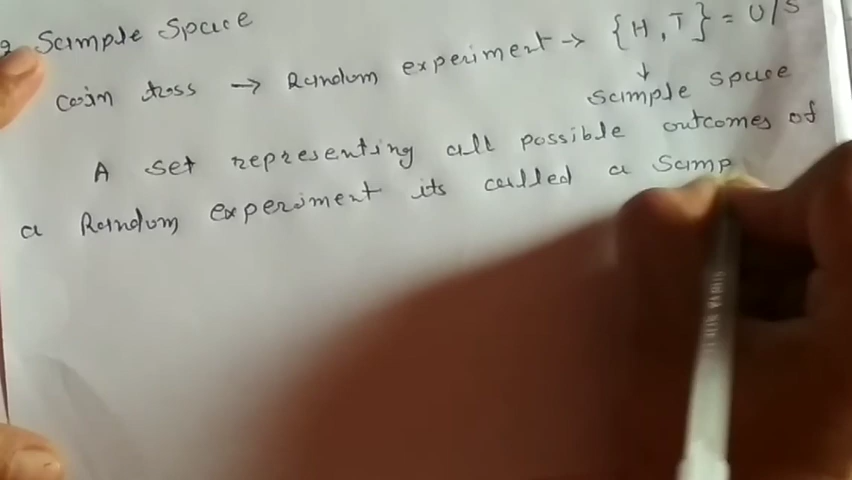 2 Sample Space
Coin toss → Random experiment → {H, T} = U/S
↓
sample space
A set representing all possible outcomes of
a Random experiment its called a Samp